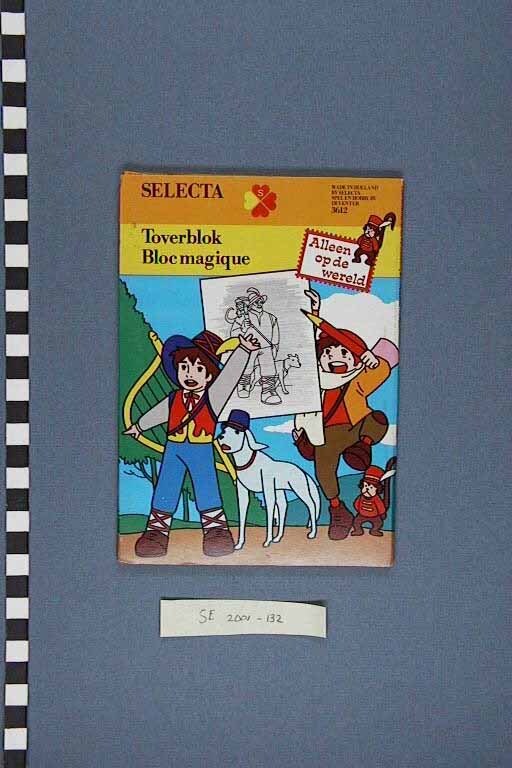 SELECTA
S
MADE IN HOLLAND
BY SELECTA
SPEL EN HOBBY BV
DEVENTER
3612
Toverblok
Bloc magique
Alleen
op de
wereld
SE 2001-132